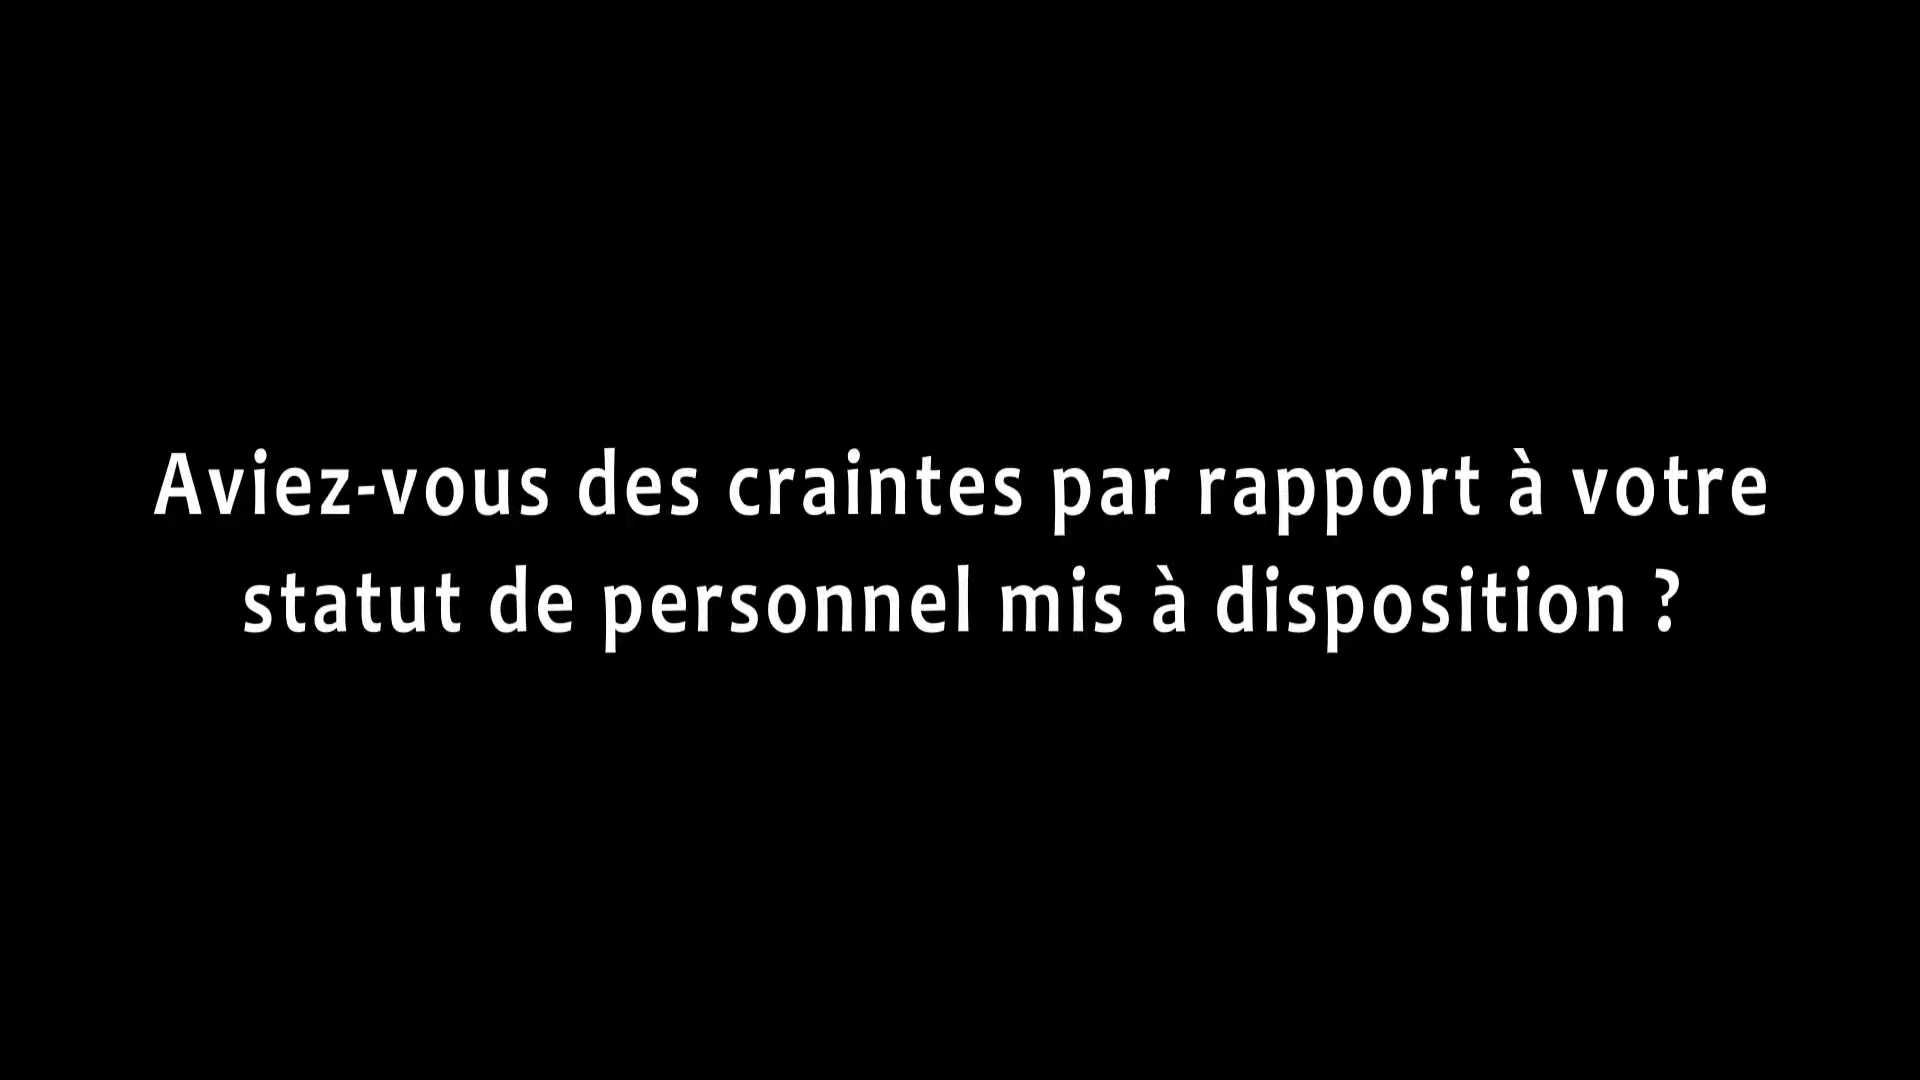 Aviez-vous des craintes par rapport à votre
statut de personnel mis à disposition ?